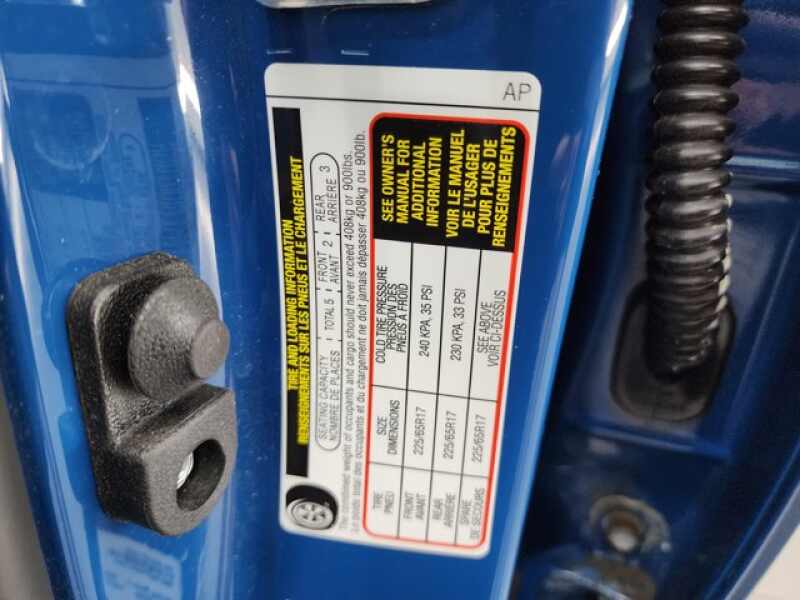 AP
TIRE AND LOADING INFORMATION
RENSEIGNEMENTS SUR LES PNEUS ET LE CHARGEMENT
SEATING CAPACITY TOTAL 5 FRONT 2 REAR 3
NOMBRE DE PLACES AVANT ARRIÈRE
The combined weight of occupants and cargo should never exceed 408kg or 900lbs.
Le poids total des occupants et du chargement ne doit jamais dépasser 408kg ou 900lb.
TIRE SIZE COLD TIRE PRESSURE
PNEU DIMENSIONS PRESSION DES
PNEUS À FROID
FRONT 225/65R17 240 KPA, 35 PSI
AVANT
REAR 225/65R17 230 KPA, 33 PSI
ARRIÈRE
SPARE 225/65R17 SEE ABOVE
DE SECOURS VOIR CI-DESSUS
SEE OWNER'S
MANUAL FOR
ADDITIONAL
INFORMATION
VOIR LE MANUEL
DE L'USAGER
POUR PLUS DE
RENSEIGNEMENTS